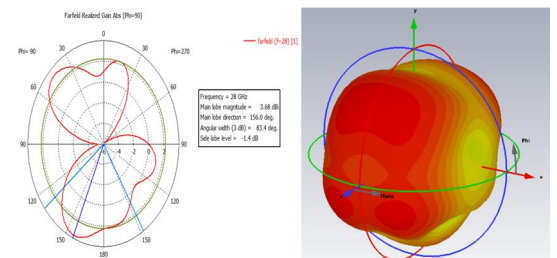 Farfield Realized Gain Abs (Phi=90)
farfield (f=28) [1]
Phi= 90
30
0
30
Phi=270
60
60
90
-6 -4 -2 0 2
90
120
120
150
180
150
Frequency = 28 GHz
Main lobe magnitude = 3.68 dBi
Main lobe direction = 156.0 deg.
Angular width (3 dB) = 83.4 deg.
Side lobe level = -1.4 dB
y
Phi
x
Theta